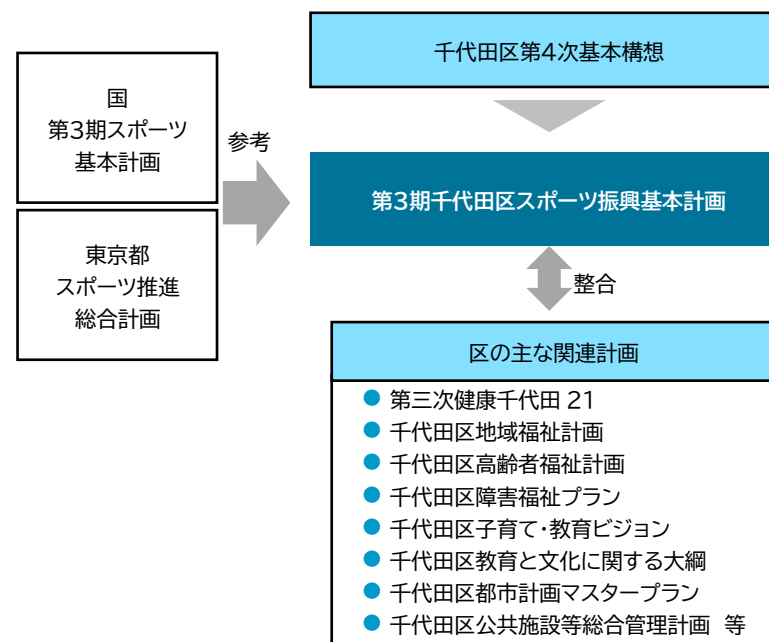 千代田区第4次基本構想
国
第3期スポーツ
基本計画
参考
第3期千代田区スポーツ振興基本計画
東京都
スポーツ推進
総合計画
整合
区の主な関連計画
● 第三次健康千代田 21
● 千代田区地域福祉計画
● 千代田区高齢者福祉計画
● 千代田区障害福祉プラン
● 千代田区子育て・教育ビジョン
● 千代田区教育と文化に関する大綱
● 千代田区都市計画マスタープラン
● 千代田区公共施設等総合管理計画 等